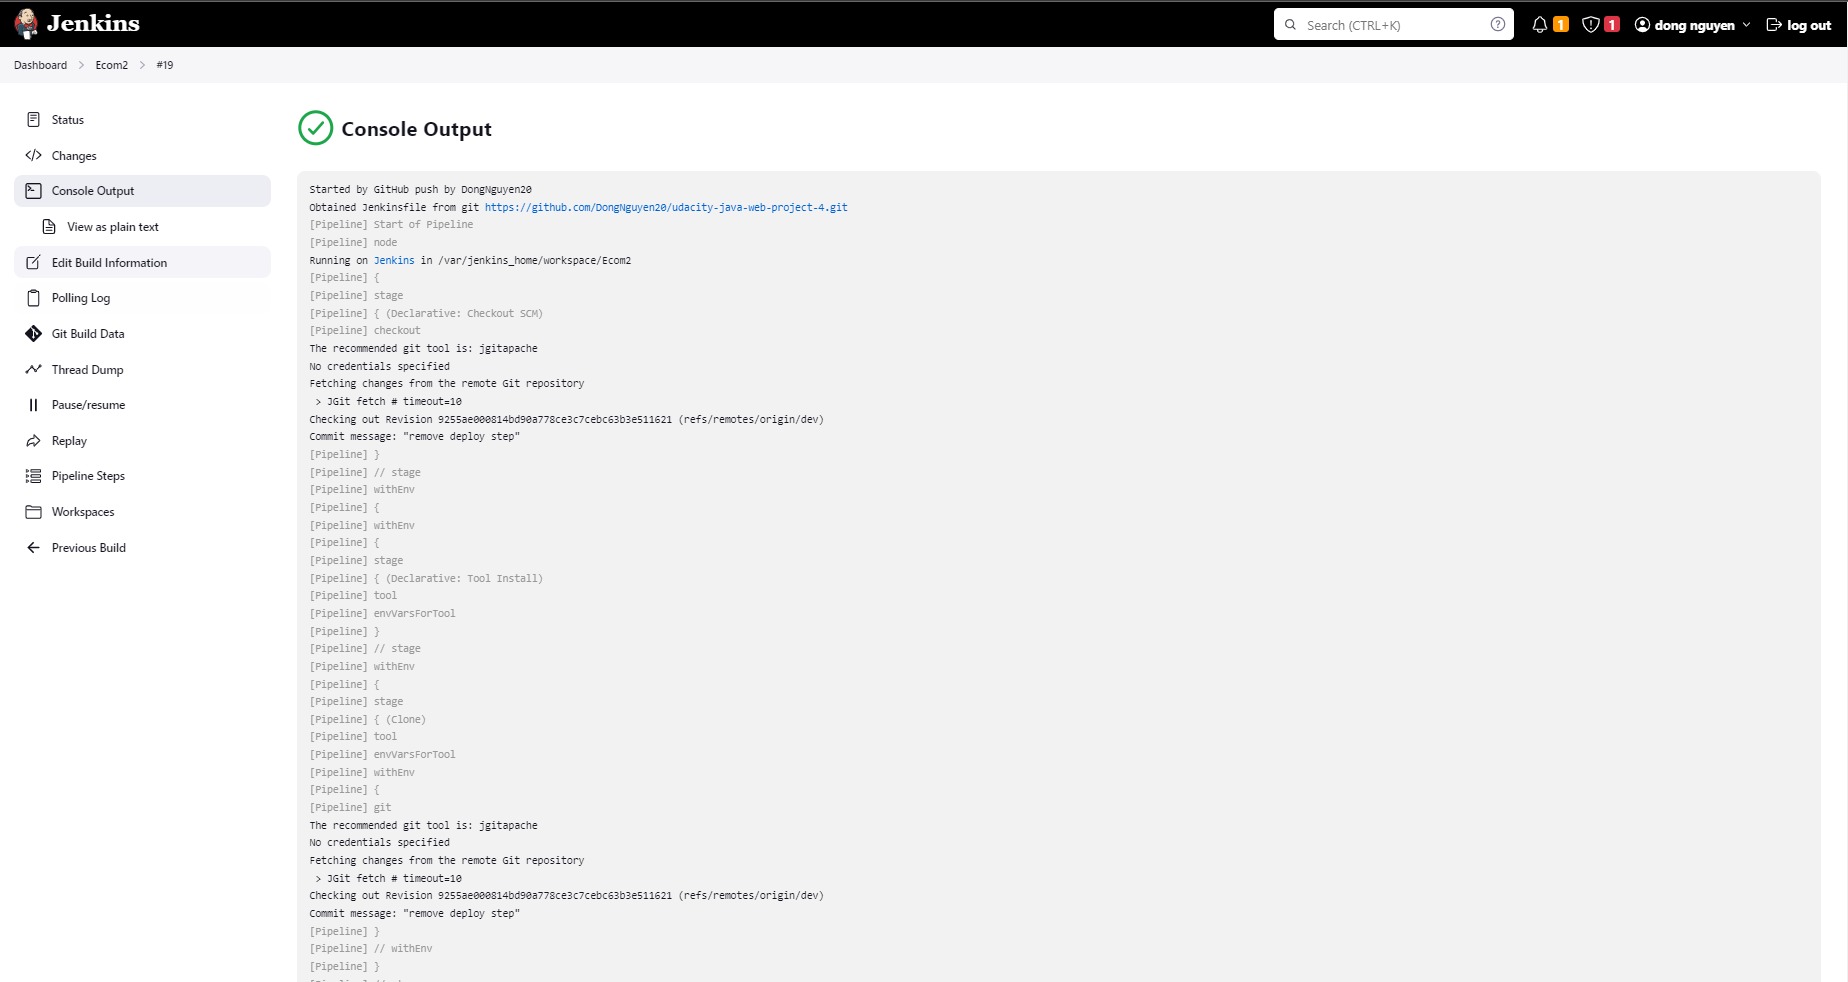 Jenkins
Search (CTRL+K)
1
1
dong nguyen
log out
Dashboard > Ecom2 > #19
Status
Changes
Console Output
View as plain text
Edit Build Information
Polling Log
Git Build Data
Thread Dump
Pause/resume
Replay
Pipeline Steps
Workspaces
Previous Build
Console Output
Started by GitHub push by DongNguyen20
Obtained Jenkinsfile from git https://github.com/DongNguyen20/udacity-java-web-project-4.git
[Pipeline] Start of Pipeline
[Pipeline] node
Running on Jenkins in /var/jenkins_home/workspace/Ecom2
[Pipeline] {
[Pipeline] stage
[Pipeline] { (Declarative: Checkout SCM)
[Pipeline] checkout
The recommended git tool is: jgitapache
No credentials specified
Fetching changes from the remote Git repository
 > JGit fetch # timeout=10
Checking out Revision 9255ae000814bd90a778ce3c7cebc63b3e511621 (refs/remotes/origin/dev)
Commit message: "remove deploy step"
[Pipeline] }
[Pipeline] // stage
[Pipeline] withEnv
[Pipeline] {
[Pipeline] withEnv
[Pipeline] {
[Pipeline] stage
[Pipeline] { (Declarative: Tool Install)
[Pipeline] tool
[Pipeline] envVarsForTool
[Pipeline] }
[Pipeline] // stage
[Pipeline] withEnv
[Pipeline] {
[Pipeline] stage
[Pipeline] { (Clone)
[Pipeline] tool
[Pipeline] envVarsForTool
[Pipeline] withEnv
[Pipeline] {
[Pipeline] git
The recommended git tool is: jgitapache
No credentials specified
Fetching changes from the remote Git repository
 > JGit fetch # timeout=10
Checking out Revision 9255ae000814bd90a778ce3c7cebc63b3e511621 (refs/remotes/origin/dev)
Commit message: "remove deploy step"
[Pipeline] }
[Pipeline] // withEnv
[Pipeline] }